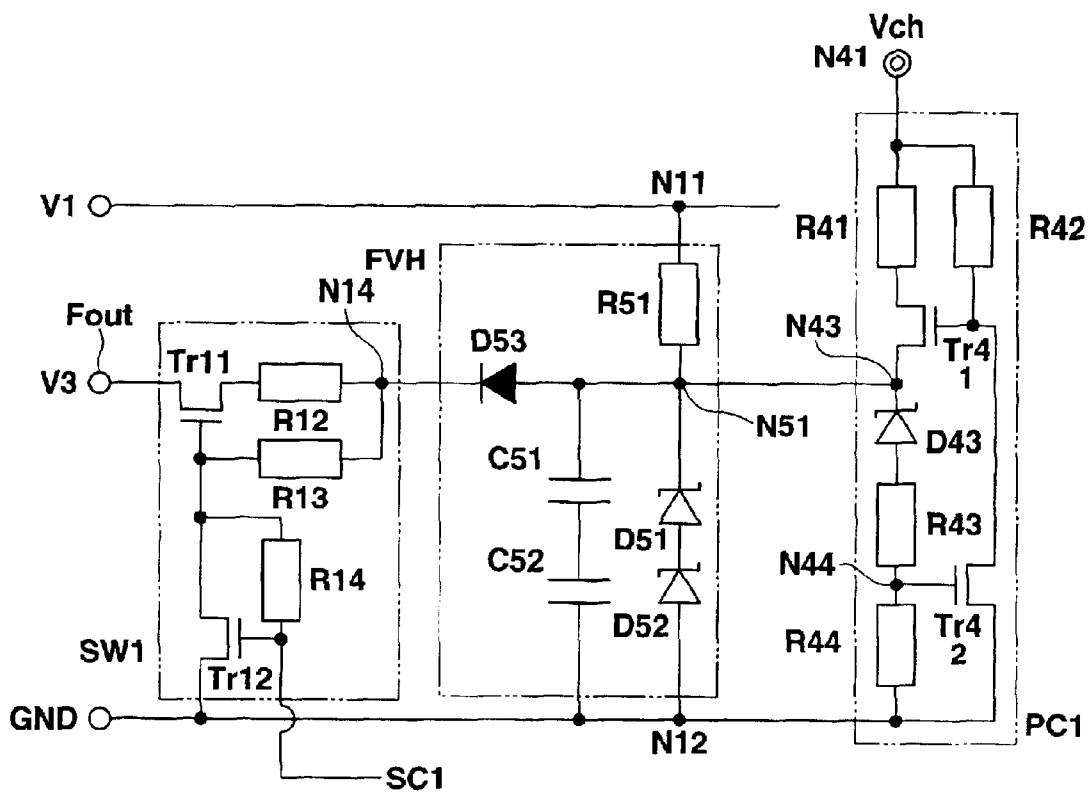 Vch
N41
N11
V1
R41
R42
FVH
N14
R51
Fout
D53
N43
Tr11
Tr4
1
V3
R12
N51
D43
C51
R13
R43
D51
N44
C52
R14
D52
R44
Tr4
2
SW1
Tr12
GND
N12
PC1
SC1